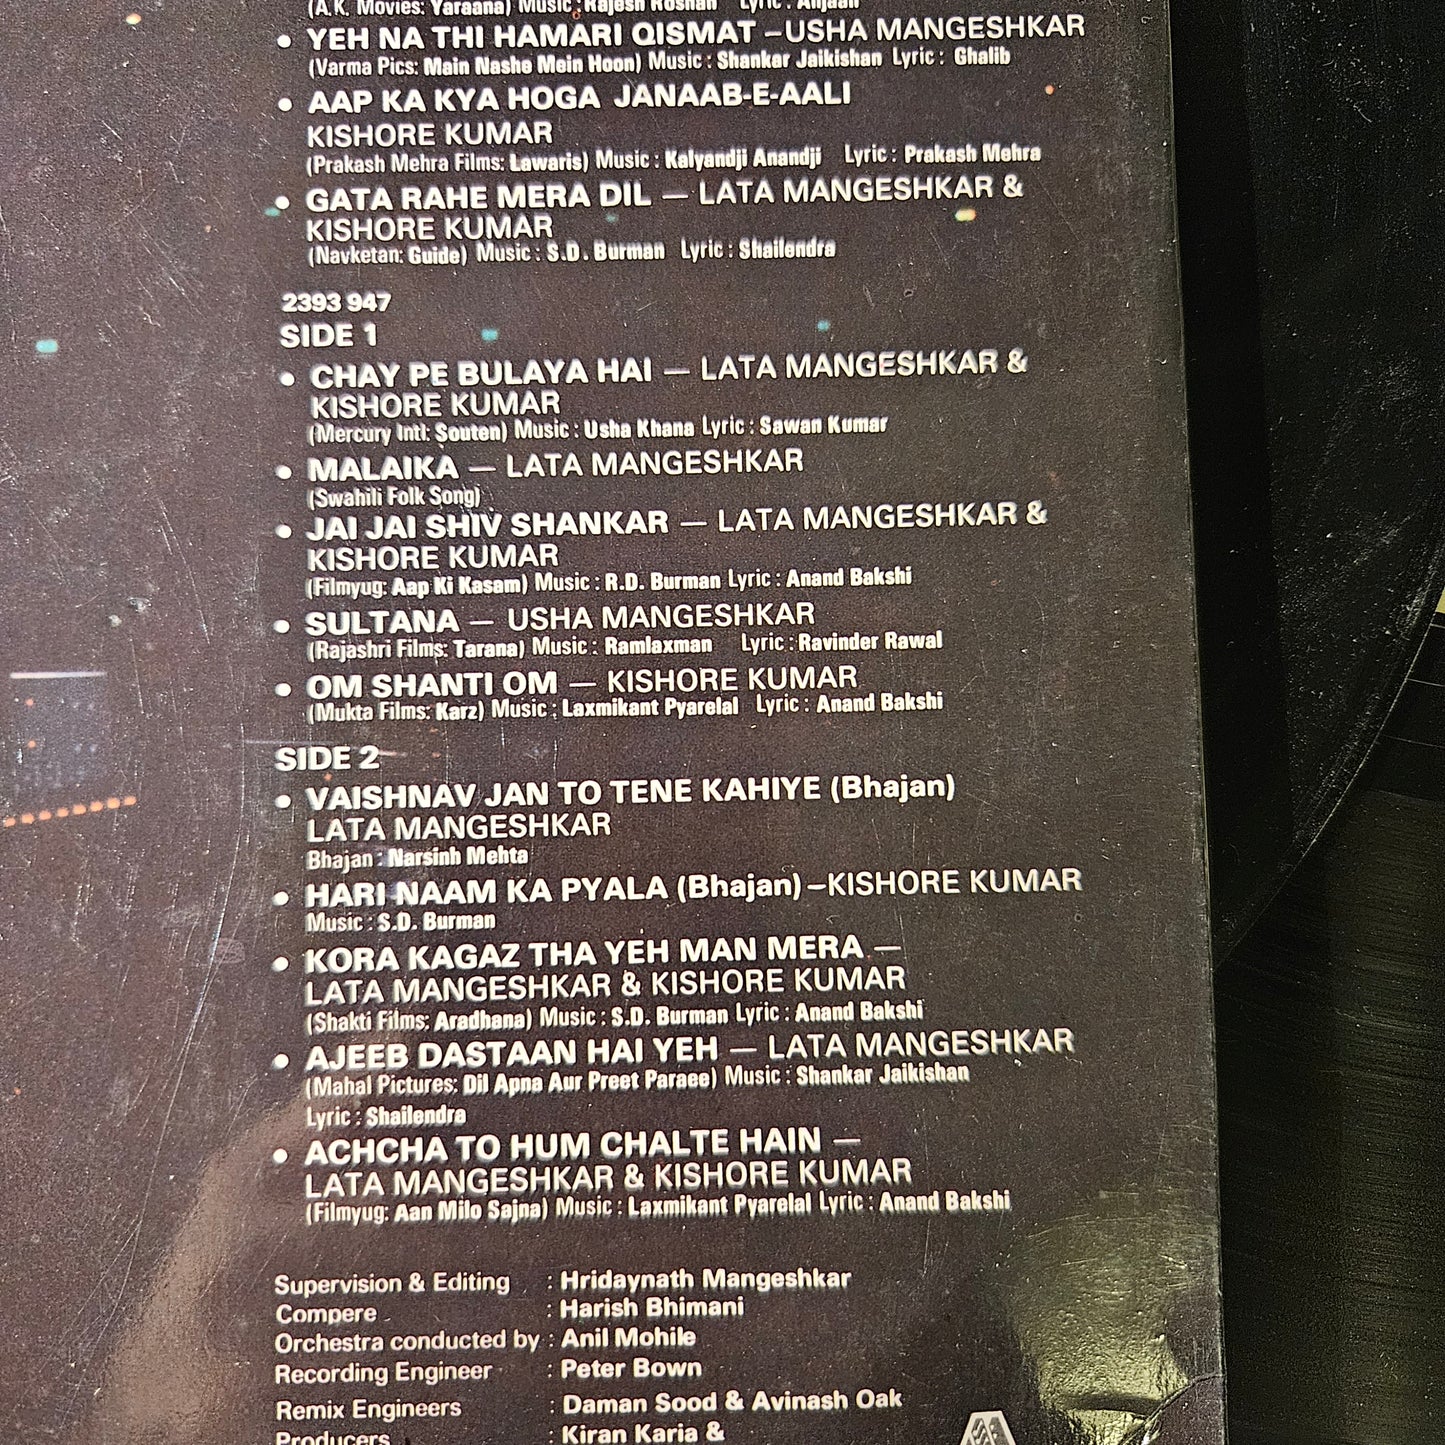 (A.K. Movies: Yaraana) Music : Rajesh Roshan Lyric : Anjaan
• YEH NA THI HAMARI QISMAT –USHA MANGESHKAR
(Varma Pics: Main Nashe Mein Hoon) Music : Shankar Jaikishan Lyric : Ghalib
• AAP KA KYA HOGA JANAAB-E-AALI
KISHORE KUMAR
(Prakash Mehra Films: Lawaris) Music : Kalyandji Anandji Lyric : Prakash Mehra
• GATA RAHE MERA DIL — LATA MANGESHKAR &
KISHORE KUMAR
(Navketan: Guide) Music : S.D. Burman Lyric : Shailendra
2393 947
SIDE 1
• CHAY PE BULAYA HAI — LATA MANGESHKAR &
KISHORE KUMAR
(Mercury Intl: Souten) Music : Usha Khana Lyric : Sawan Kumar
• MALAIKA — LATA MANGESHKAR
(Swahili Folk Song)
• JAI JAI SHIV SHANKAR — LATA MANGESHKAR &
KISHORE KUMAR
(Filmyug: Aap Ki Kasam) Music : R.D. Burman Lyric : Anand Bakshi
• SULTANA — USHA MANGESHKAR
(Rajashri Films: Tarana) Music : Ramlaxman Lyric : Ravinder Rawal
• OM SHANTI OM — KISHORE KUMAR
(Mukta Films: Karz) Music : Laxmikant Pyarelal Lyric : Anand Bakshi
SIDE 2
• VAISHNAV JAN TO TENE KAHIYE (Bhajan)
LATA MANGESHKAR
Bhajan : Narsinh Mehta
• HARI NAAM KA PYALA (Bhajan) –KISHORE KUMAR
Music : S.D. Burman
• KORA KAGAZ THA YEH MAN MERA —
LATA MANGESHKAR & KISHORE KUMAR
(Shakti Films: Aradhana) Music : S.D. Burman Lyric : Anand Bakshi
• AJEEB DASTAAN HAI YEH — LATA MANGESHKAR
(Mahal Pictures: Dil Apna Aur Preet Paraee) Music : Shankar Jaikishan
Lyric : Shailendra
• ACHCHA TO HUM CHALTE HAIN —
LATA MANGESHKAR & KISHORE KUMAR
(Filmyug: Aan Milo Sajna) Music : Laxmikant Pyarelal Lyric : Anand Bakshi
Supervision & Editing : Hridaynath Mangeshkar
Compere : Harish Bhimani
Orchestra conducted by : Anil Mohile
Recording Engineer : Peter Bown
Remix Engineers : Daman Sood & Avinash Oak
Producers : Kiran Karia &